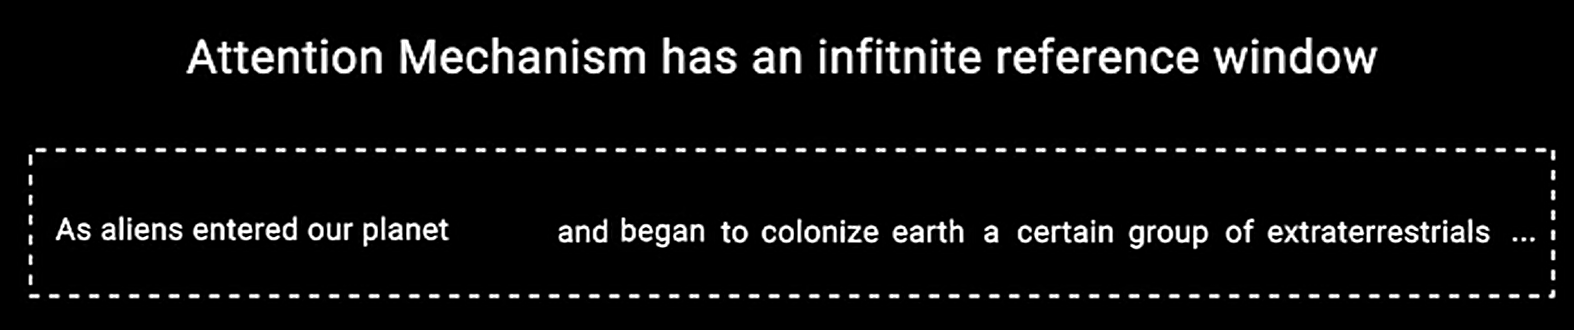 Attention Mechanism has an infitnite reference window
As aliens entered our planet and began to colonize earth a certain group of extraterrestrials ...